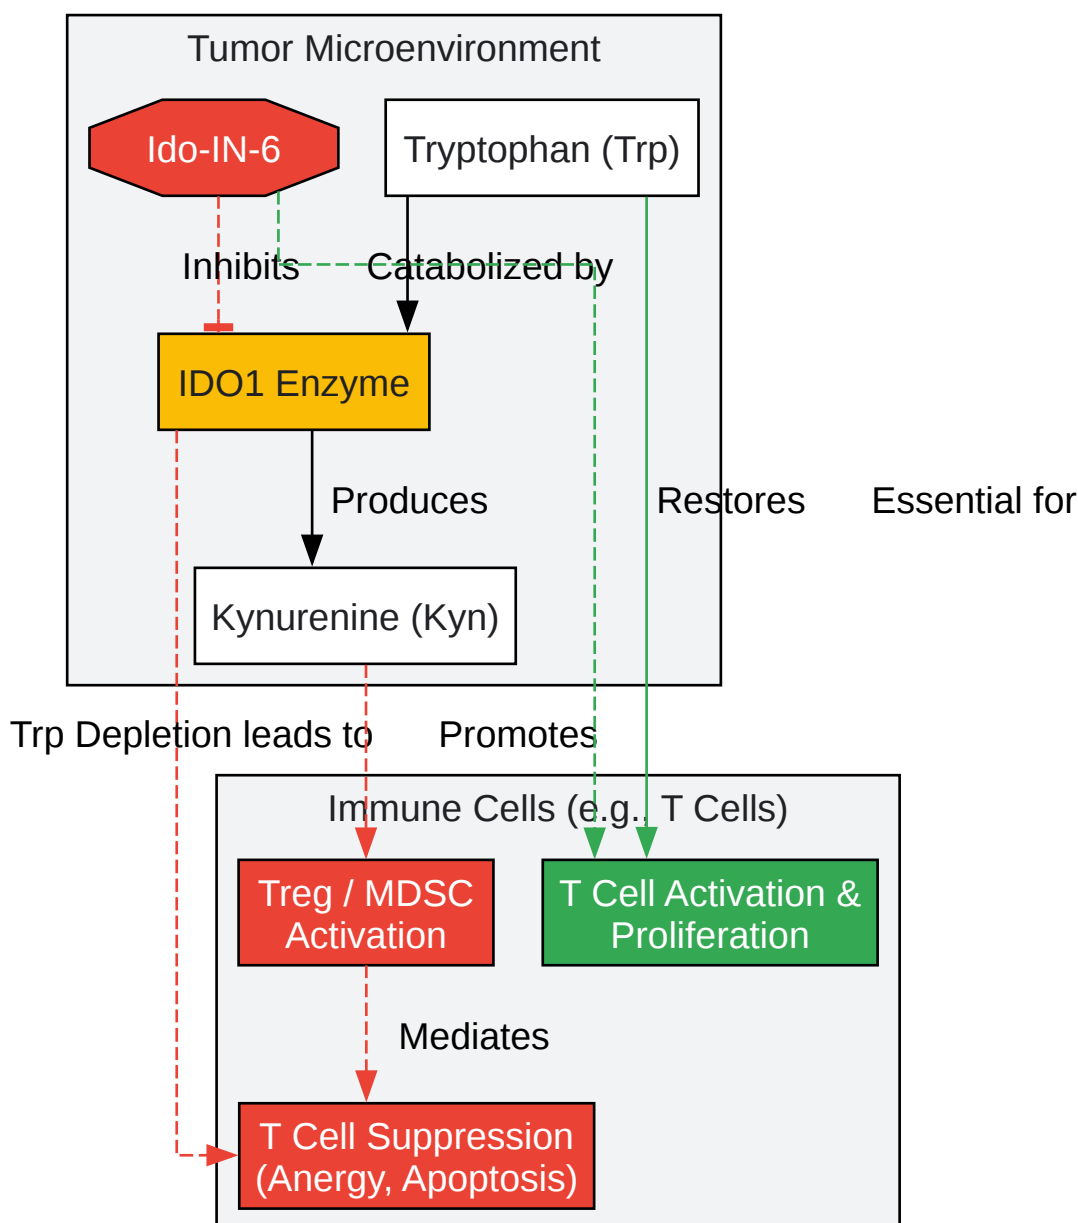 Tumor Microenvironment
Ido-IN-6
Tryptophan (Trp)
Inhibits
Catabolized by
IDO1 Enzyme
Produces
Restores
Essential for
Kynurenine (Kyn)
Trp Depletion leads to
Promotes
Immune Cells (e.g., T Cells)
Treg / MDSC
Activation
T Cell Activation &
Proliferation
Mediates
T Cell Suppression
(Anergy, Apoptosis)